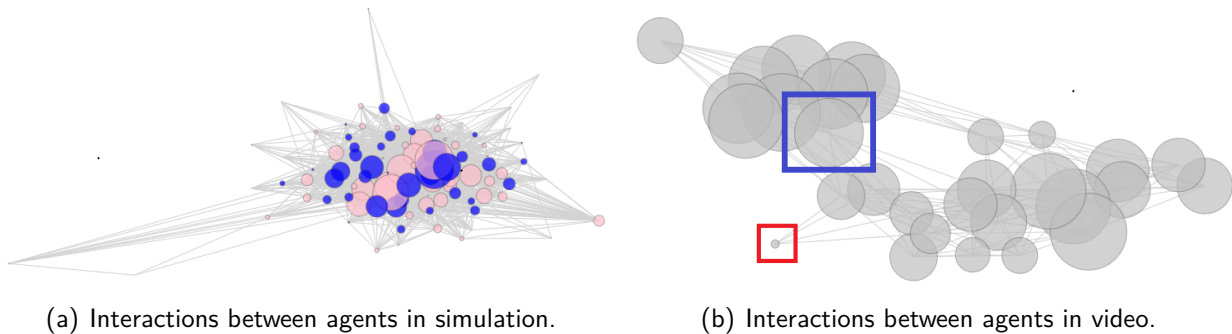 (a) Interactions between agents in simulation.
(b) Interactions between agents in video.